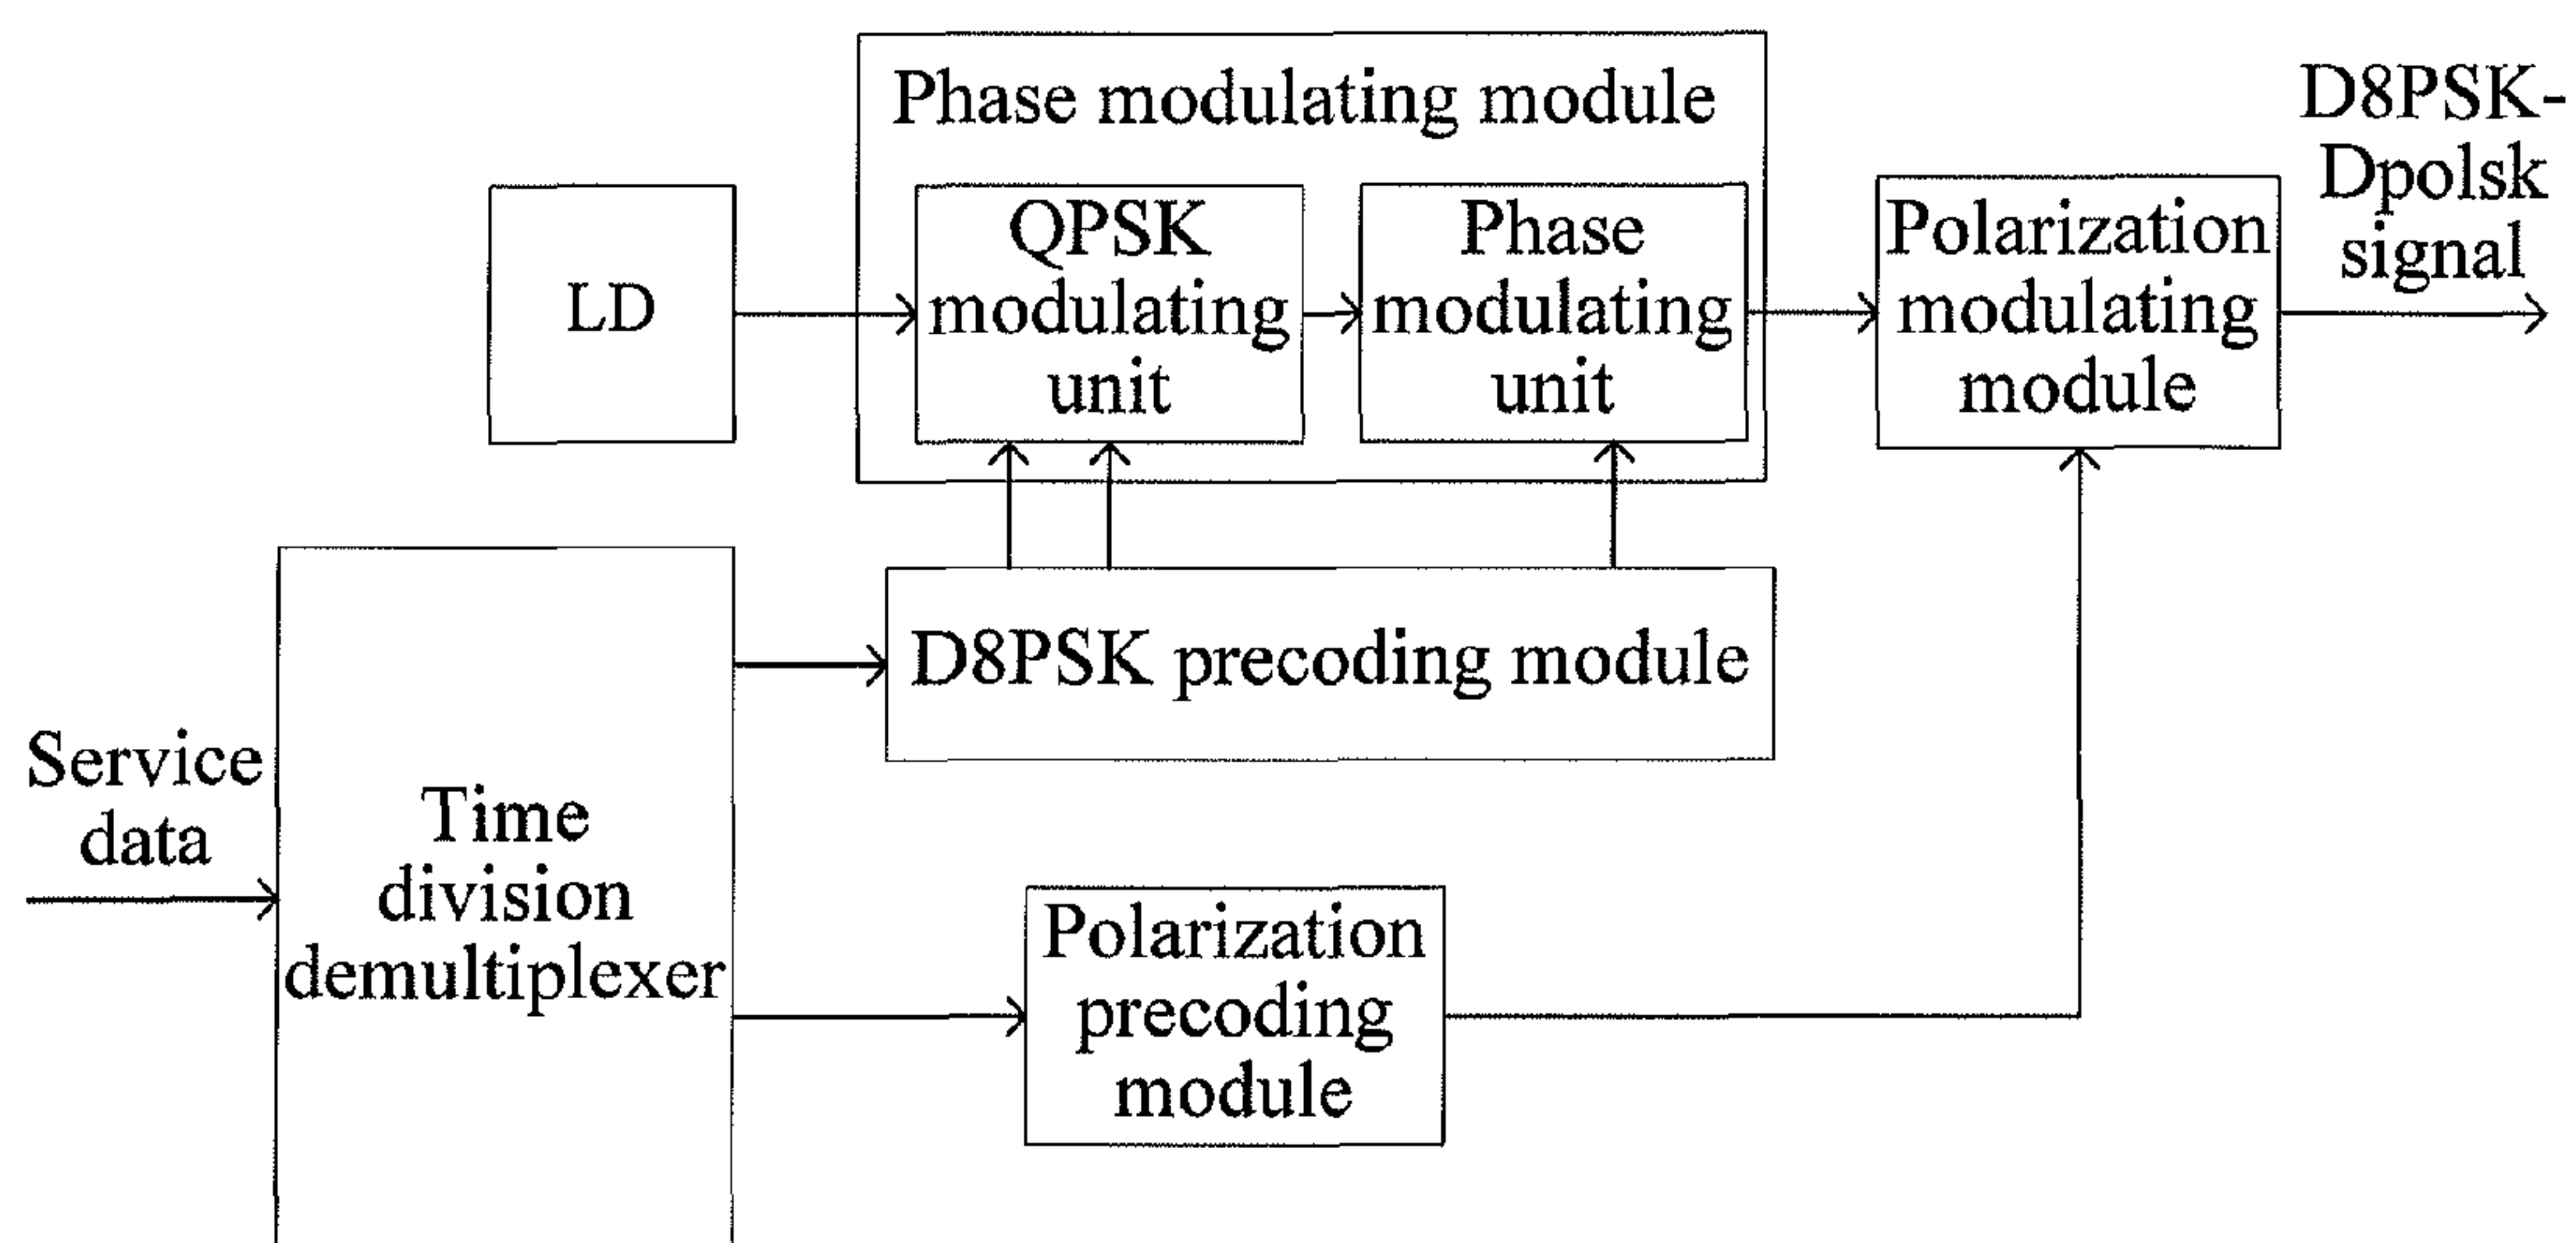 Phase modulating module
D8PSK-
Dpolsk
signal
LD
QPSK
modulating
unit
Phase
modulating
unit
Polarization
modulating
module
D8PSK precoding module
Service
data
Time
division
demultiplexer
Polarization
precoding
module